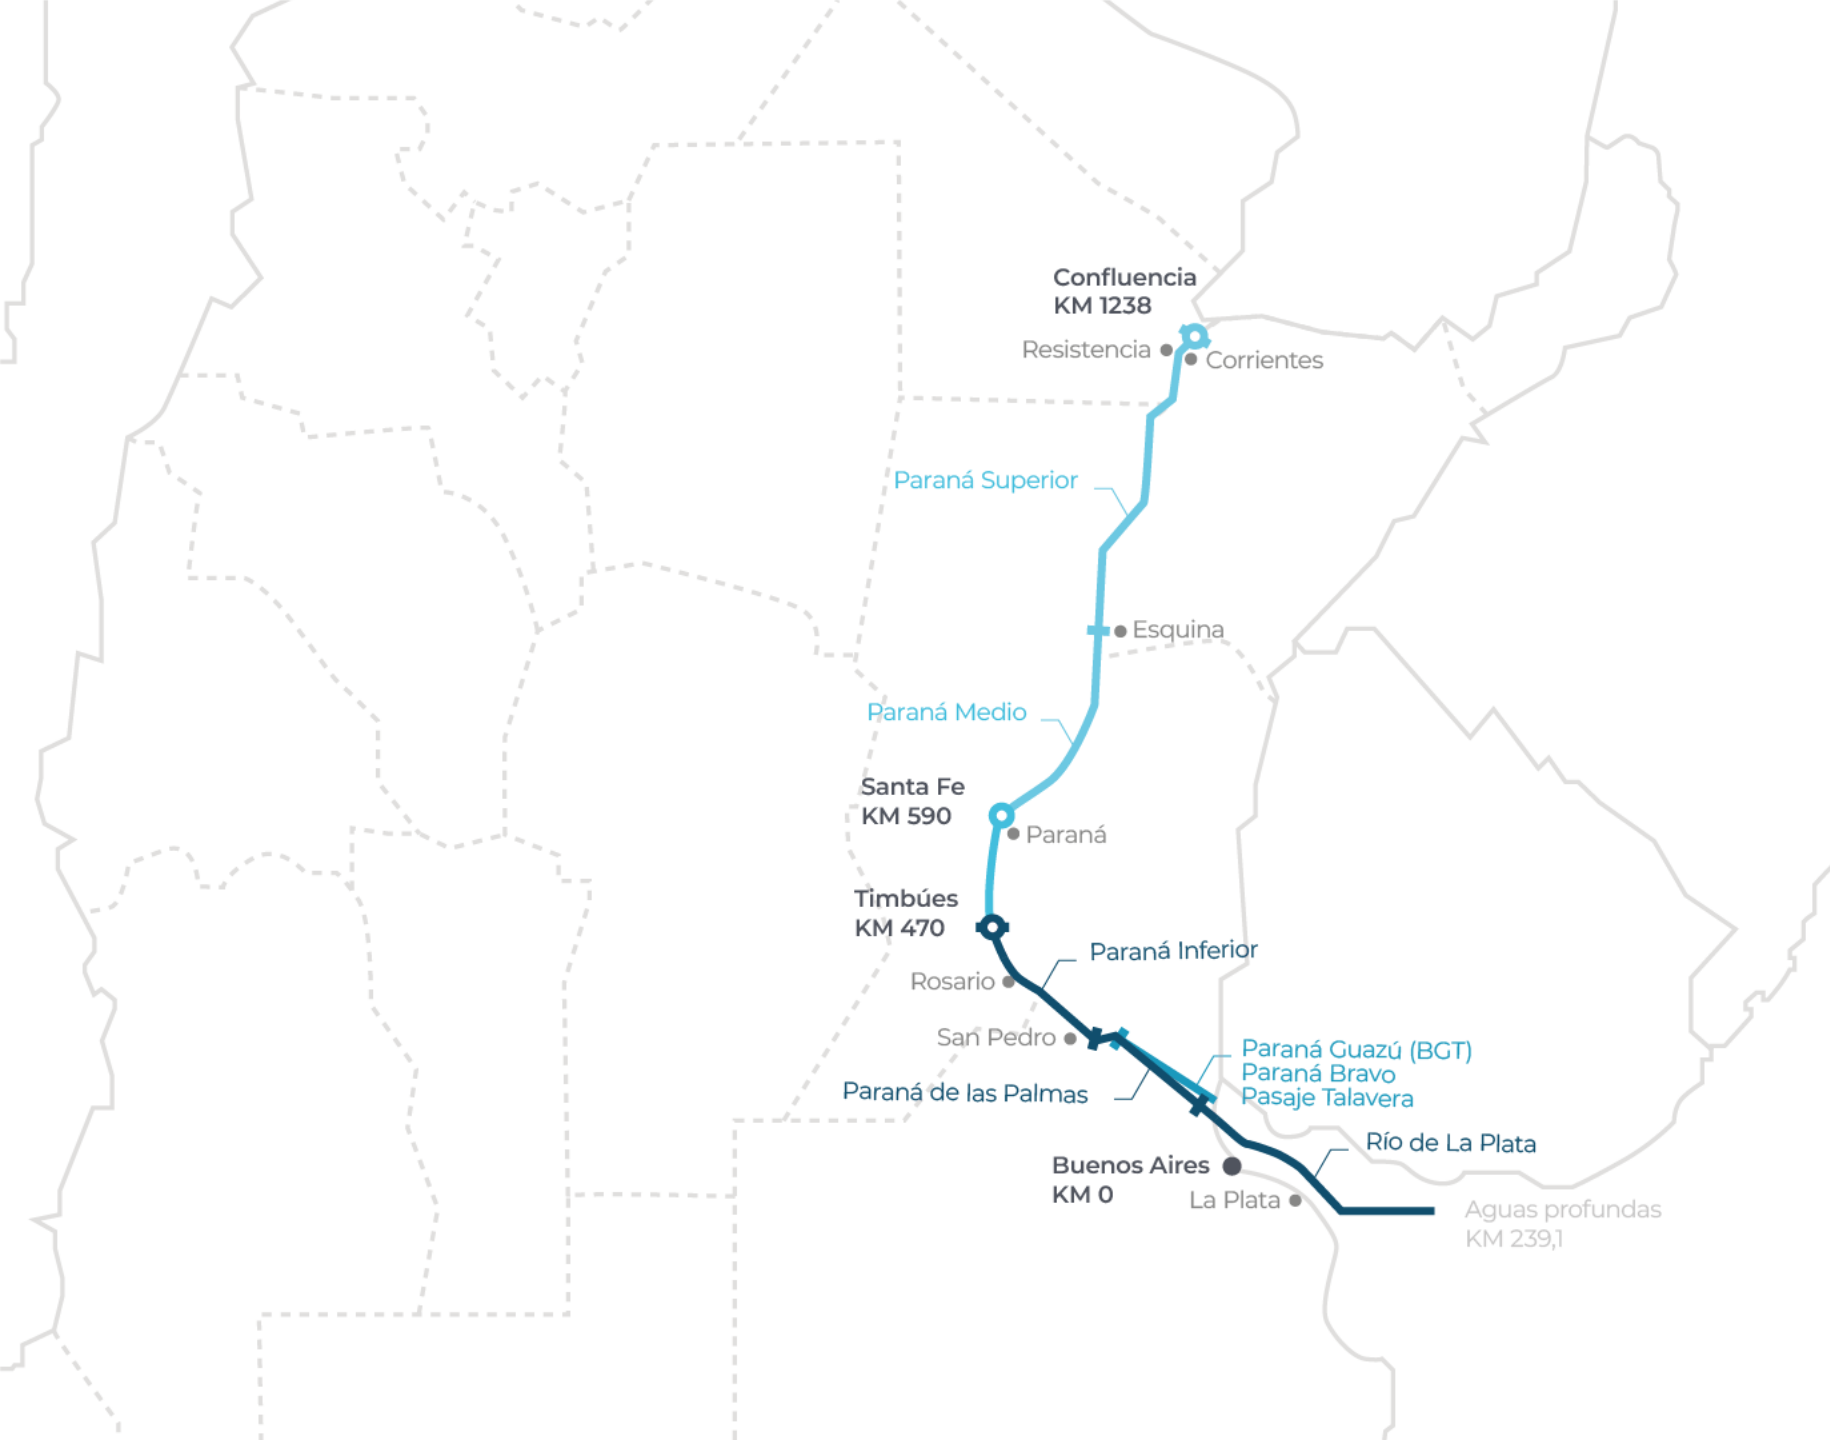 Confluencia
KM 1238
Resistencia
Corrientes
Paraná Superior
Esquina
Paraná Medio
Santa Fe
KM 590
Paraná
Timbúes
KM 470
Paraná Inferior
Rosario
San Pedro
Paraná Guazú (BGT)
Paraná Bravo
Pasaje Talavera
Paraná de las Palmas
Río de La Plata
Buenos Aires
KM 0
La Plata
Aguas profundas
KM 239,1